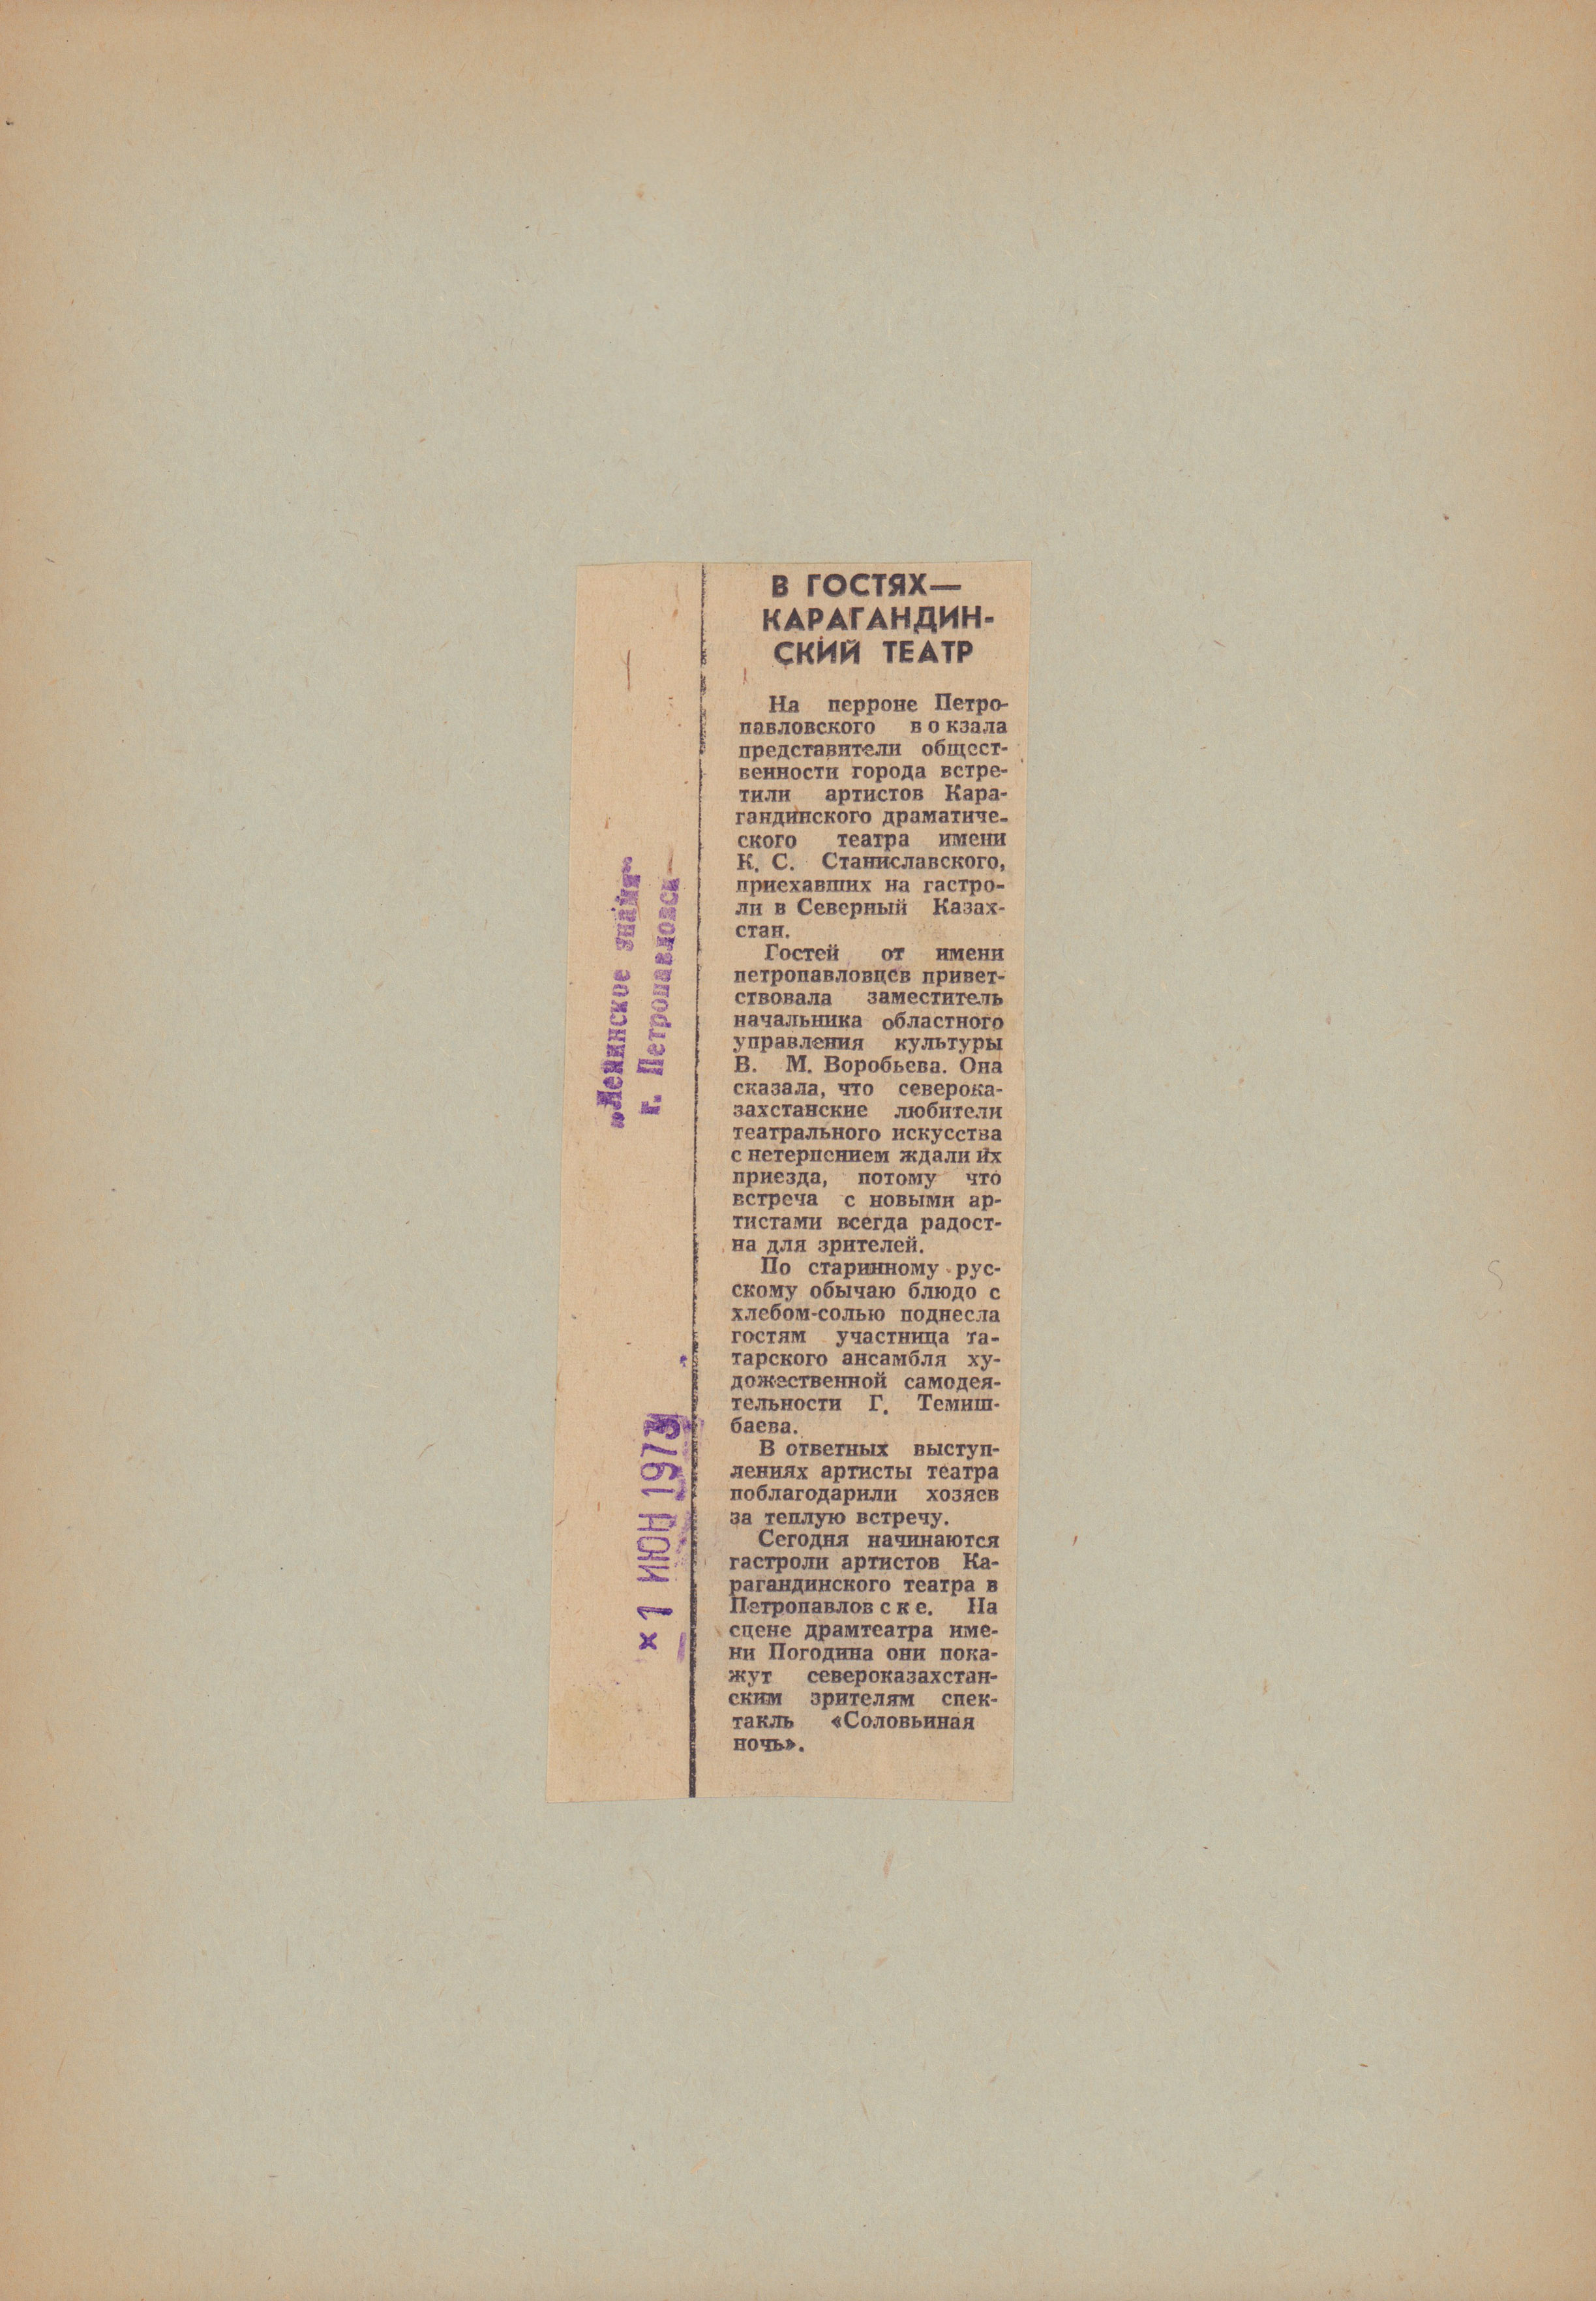 В ГОСТЯХ—
КАРАГАНДИН-
СКИЙ ТЕАТР
На перроне Петро-
павловского вокзала
представители общест-
венности города встре-
тили артистов Кара-
гандинского драматиче-
ского театра имени
К. С. Станиславского,
приехавших на гастро-
ли в Северный Казах-
стан.
Гостей от имени
петропавловцев привет-
ствовала заместитель
начальника областного
управления культуры
В. М. Воробьева. Она
сказала, что северока-
захстанские любители
театрального искусства
с нетерпением ждали их
приезда, потому что
встреча с новыми ар-
тистами всегда радост-
на для зрителей.
По старинному рус-
скому обычаю блюдо с
хлебом-солью поднесла
гостям участница та-
тарского ансамбля ху-
дожественной самодея-
тельности Г. Темиш-
баева.
В ответных выступ-
лениях артисты театра
поблагодарили хозяев
за теплую встречу.
Сегодня начинаются
гастроли артистов Ка-
рагандинского театра в
Петропавловске. На
сцене драмтеатра име-
ни Погодина они пока-
жут североказахстан-
ским зрителям спек-
такль «Соловьиная
ночь».
„Ленинское знамя"
г. Петропавловск
× 1 ИЮН 1973